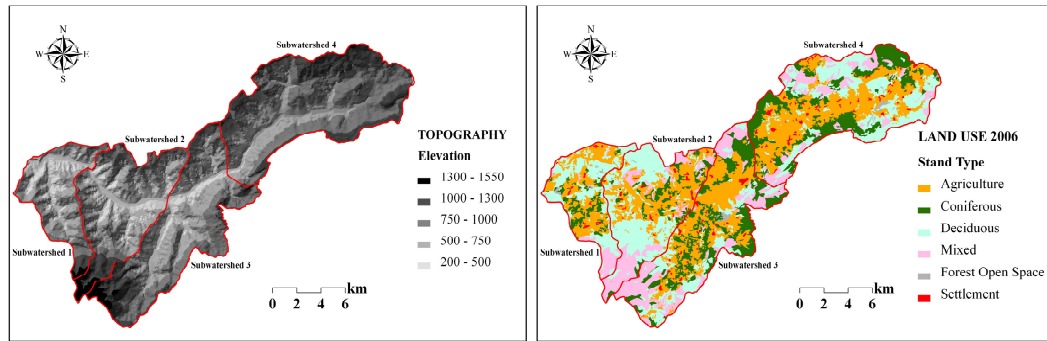 N
W E
S
Subwatershed 4
Subwatershed 2
Subwatershed 1
Subwatershed 3
TOPOGRAPHY
Elevation
1300 - 1550
1000 - 1300
750 - 1000
500 - 750
200 - 500
km
0 2 4 6
N
W E
S
Subwatershed 4
Subwatershed 2
Subwatershed 1
Subwatershed 3
LAND USE 2006
Stand Type
Agriculture
Coniferous
Deciduous
Mixed
Forest Open Space
Settlement
km
0 2 4 6